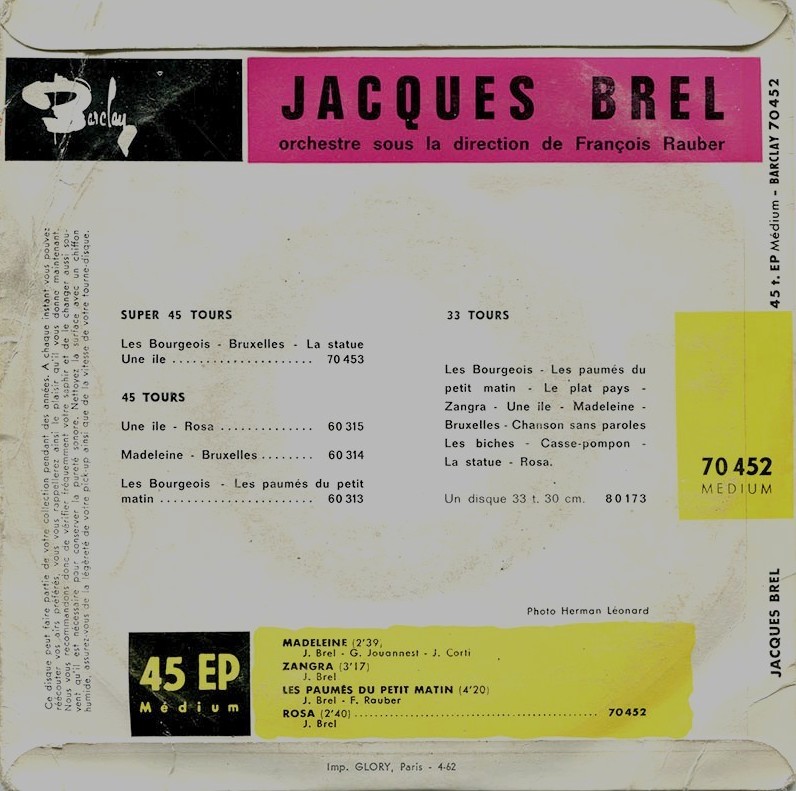 Barclay
JACQUES BREL
orchestre sous la direction de François Rauber
45 t. EP Médium - BARCLAY 70452
Ce disque peut faire partie de votre collection pendant des années. A chaque instant vous pouvez
réécouter vos airs préférés, vous vous rappellerez ainsi le plaisir qu'il vous donne maintenant.
Nous vous recommandons donc de vérifier fréquemment votre saphir et de le changer aussi sou-
vent qu'il est nécessaire pour conserver la pureté sonore. Nettoyez la surface avec un chiffon
humide, assurez-vous de la légèreté de votre pick-up ainsi que de la vitesse de votre tourne-disque.
SUPER 45 TOURS
Les Bourgeois - Bruxelles - La statue
Une île ..................... 70 453
45 TOURS
Une île - Rosa .............. 60 315
Madeleine - Bruxelles ........ 60 314
Les Bourgeois - Les paumés du petit
matin ....................... 60 313
33 TOURS
Les Bourgeois - Les paumés du
petit matin - Le plat pays -
Zangra - Une île - Madeleine -
Bruxelles - Chanson sans paroles
Les biches - Casse-pompon -
La statue - Rosa.
Un disque 33 t. 30 cm. 80173
70 452
MEDIUM
Photo Herman Léonard
JACQUES BREL
45 EP
Médium
MADELEINE (2'39)
J. Brel - G. Jouannest - J. Corti
ZANGRA (3'17)
J. Brel
LES PAUMÉS DU PETIT MATIN (4'20)
J. Brel - F. Rauber
ROSA (2'40) .............................................. 70452
J. Brel
Imp. GLORY, Paris - 4-62